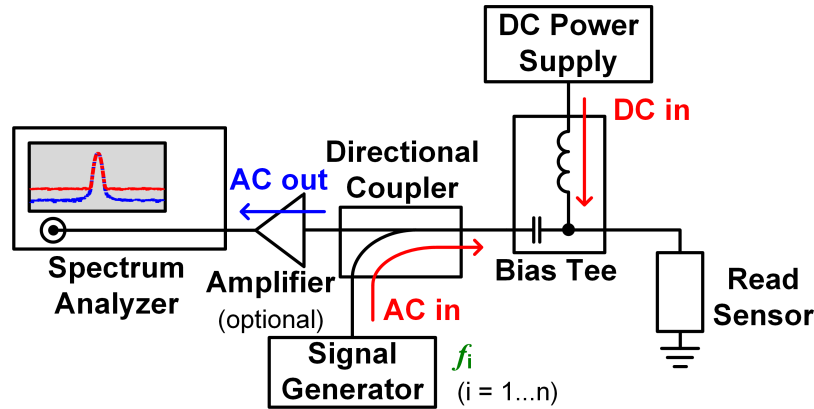 DC Power
Supply
DC in
Directional
Coupler
AC out
Spectrum
Analyzer
Amplifier
(optional)
AC in
Bias Tee
Read
Sensor
Signal
Generator
fi
(i = 1...n)